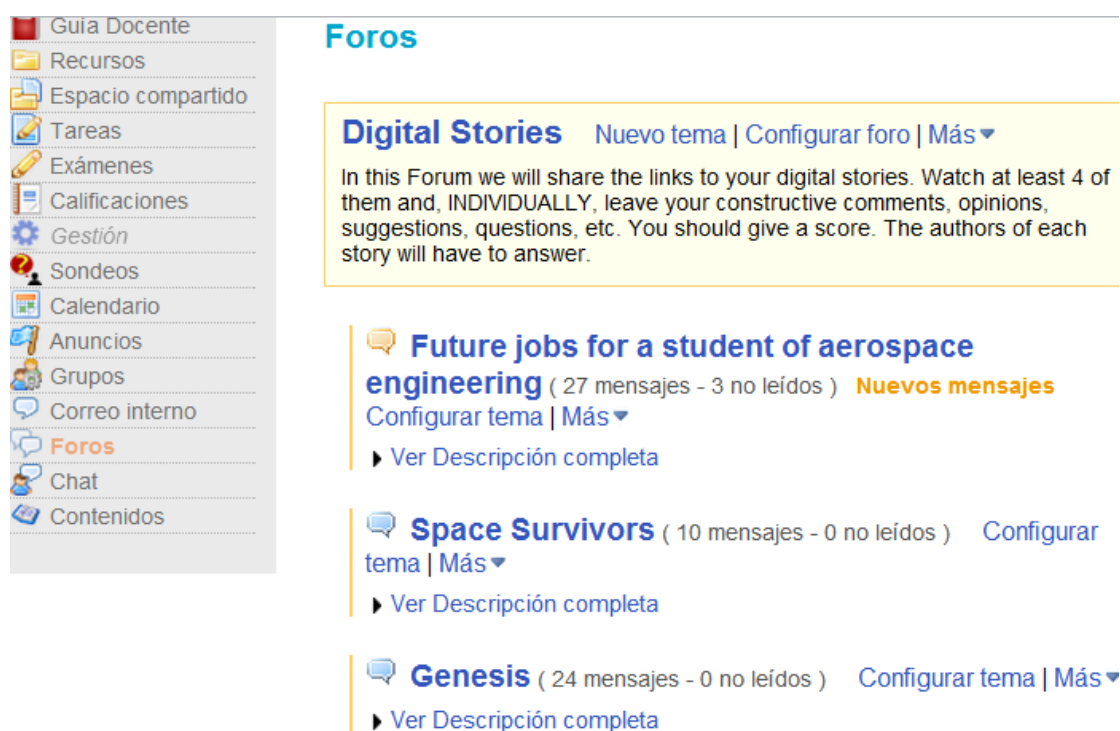 Guia Docente
Recursos
Espacio compartido
Tareas
Exámenes
Calificaciones
Gestión
Sondeos
Calendario
Anuncios
Grupos
Correo interno
Foros
Chat
Contenidos
Foros
Digital Stories Nuevo tema | Configurar foro | Más
In this Forum we will share the links to your digital stories. Watch at least 4 of
them and, INDIVIDUALLY, leave your constructive comments, opinions,
suggestions, questions, etc. You should give a score. The authors of each
story will have to answer.
Future jobs for a student of aerospace
engineering ( 27 mensajes - 3 no leídos ) Nuevos mensajes
Configurar tema | Más
Ver Descripción completa
Space Survivors ( 10 mensajes - 0 no leídos ) Configurar
tema | Más
Ver Descripción completa
Genesis ( 24 mensajes - 0 no leídos ) Configurar tema | Más
Ver Descripción completa